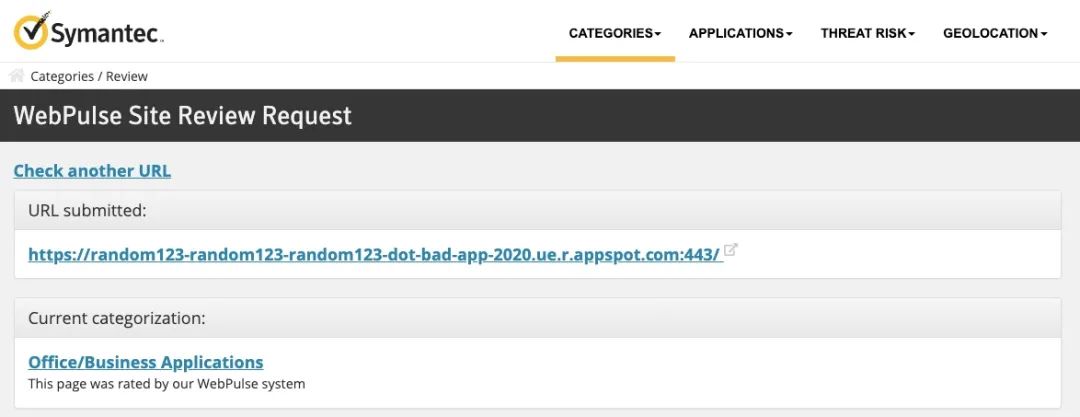 Symantec™
CATEGORIES APPLICATIONS THREAT RISK GEOLOCATION
Categories / Review
WebPulse Site Review Request
Check another URL
URL submitted:
https://random123-random123-random123-dot-bad-app-2020.ue.r.appspot.com:443/
Current categorization:
Office/Business Applications
This page was rated by our WebPulse system